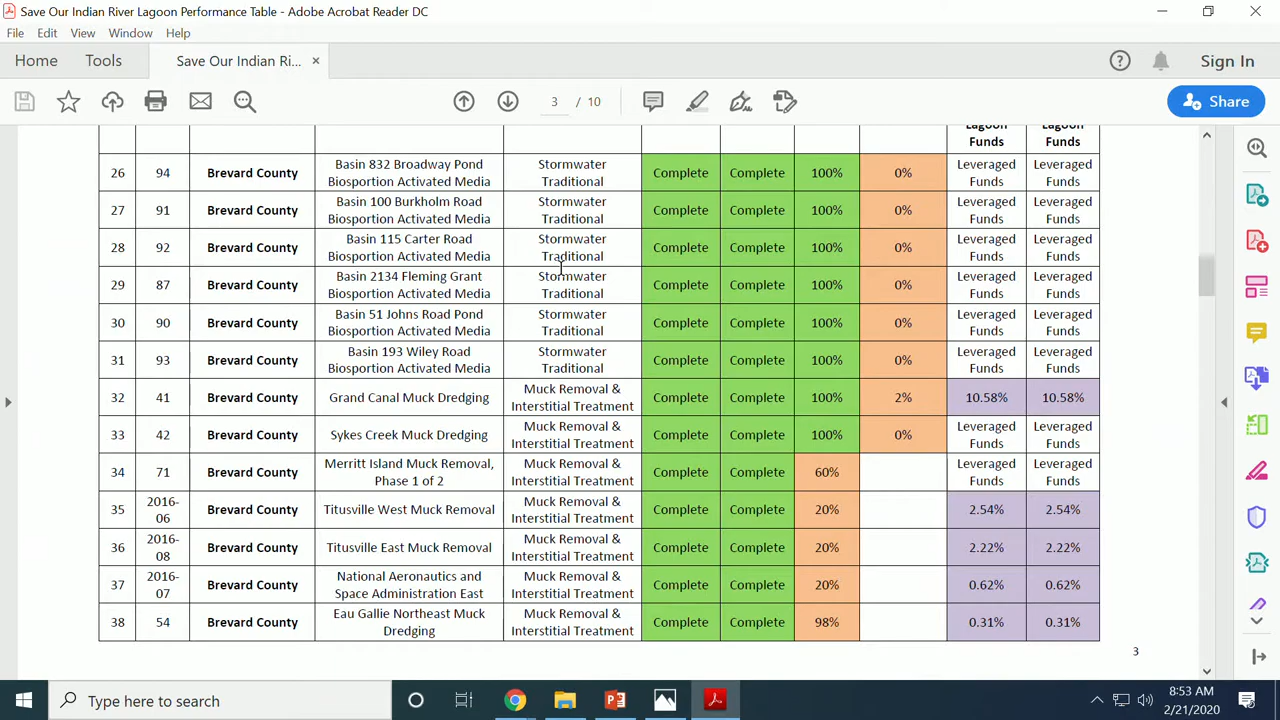 Save Our Indian River Lagoon Performance Table - Adobe Acrobat Reader DC
File Edit View Window Help
Home Tools Save Our Indian Ri... × Sign In
3 / 10 Share
Lagoon Lagoon
Funds Funds
26 94 Brevard County Basin 832 Broadway Pond Biosportion Activated Media Stormwater Traditional Complete Complete 100% 0% Leveraged Funds Leveraged Funds
27 91 Brevard County Basin 100 Burkholm Road Biosportion Activated Media Stormwater Traditional Complete Complete 100% 0% Leveraged Funds Leveraged Funds
28 92 Brevard County Basin 115 Carter Road Biosportion Activated Media Stormwater Traditional Complete Complete 100% 0% Leveraged Funds Leveraged Funds
29 87 Brevard County Basin 2134 Fleming Grant Biosportion Activated Media Stormwater Traditional Complete Complete 100% 0% Leveraged Funds Leveraged Funds
30 90 Brevard County Basin 51 Johns Road Pond Biosportion Activated Media Stormwater Traditional Complete Complete 100% 0% Leveraged Funds Leveraged Funds
31 93 Brevard County Basin 193 Wiley Road Biosportion Activated Media Stormwater Traditional Complete Complete 100% 0% Leveraged Funds Leveraged Funds
32 41 Brevard County Grand Canal Muck Dredging Muck Removal & Interstitial Treatment Complete Complete 100% 2% 10.58% 10.58%
33 42 Brevard County Sykes Creek Muck Dredging Muck Removal & Interstitial Treatment Complete Complete 100% 0% Leveraged Funds Leveraged Funds
34 71 Brevard County Merritt Island Muck Removal, Phase 1 of 2 Muck Removal & Interstitial Treatment Complete Complete 60% Leveraged Funds Leveraged Funds
35 2016-06 Brevard County Titusville West Muck Removal Muck Removal & Interstitial Treatment Complete Complete 20% 2.54% 2.54%
36 2016-08 Brevard County Titusville East Muck Removal Muck Removal & Interstitial Treatment Complete Complete 20% 2.22% 2.22%
37 2016-07 Brevard County National Aeronautics and Space Administration East Muck Removal & Interstitial Treatment Complete Complete 20% 0.62% 0.62%
38 54 Brevard County Eau Gallie Northeast Muck Dredging Muck Removal & Interstitial Treatment Complete Complete 98% 0.31% 0.31%
3
Type here to search 8:53 AM
2/21/2020